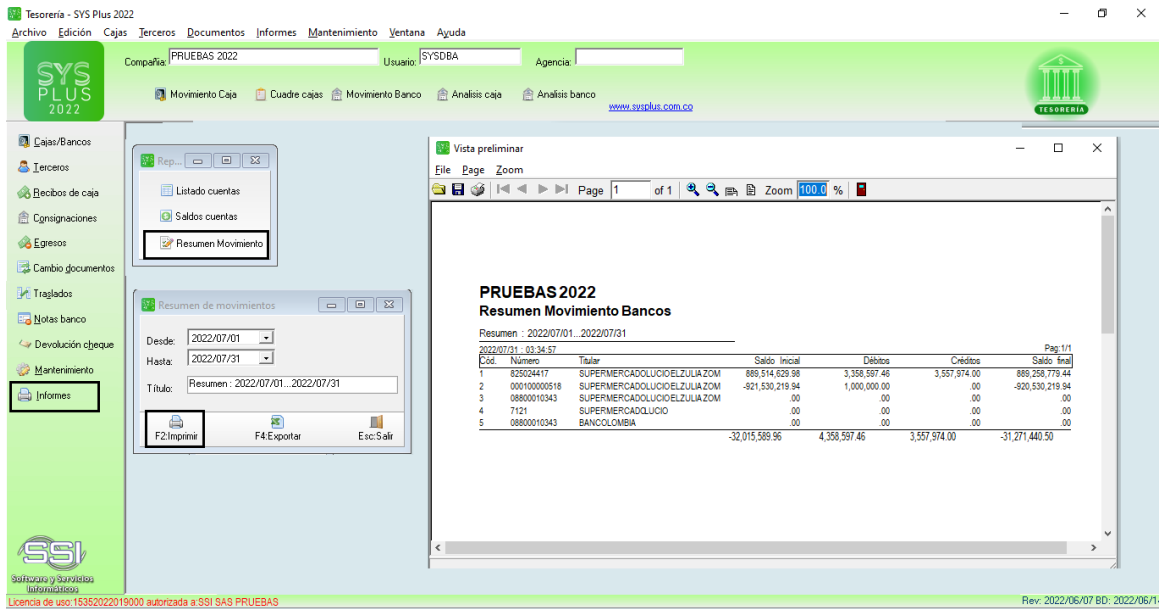 Tesorería - SYS Plus 2022
Archivo Edición Cajas Terceros Documentos Informes Mantenimiento Ventana Ayuda
SYS
PLUS
2022
Compañia: PRUEBAS 2022 Usuario: SYSDBA Agencia:
Movimiento Caja Cuadre cajas Movimiento Banco Analisis caja Analisis banco
www.sysplus.com.co
TESORERIA
Cajas/Bancos
Terceros
Recibos de caja
Consignaciones
Egresos
Cambio documentos
Traslados
Notas banco
Devolución cheque
Mantenimiento
Informes
Rep...
Listado cuentas
Saldos cuentas
Resumen Movimiento
Resumen de movimientos
Desde: 2022/07/01
Hasta: 2022/07/31
Título: Resumen : 2022/07/01...2022/07/31
F2:Imprimir F4:Exportar Esc:Salir
Vista preliminar
File Page Zoom
Page 1 of 1 Zoom 100.0 %
PRUEBAS 2022
Resumen Movimiento Bancos
Resumen : 2022/07/01...2022/07/31
2022/07/31 : 03:34:57 Pag:1/1
Cód. Número Titular Saldo Inicial Débitos Créditos Saldo final
1 825024417 SUPERMERCADOLUCIOELZULIAZOM 889,514,629.98 3,358,597.46 3,557,974.00 889,258,779.44
2 000100000518 SUPERMERCADOLUCIOELZULIAZOM -921,530,219.94 1,000,000.00 .00 -920,530,219.94
3 08800010343 SUPERMERCADOLUCIOELZULIAZOM .00 .00 .00 .00
4 7121 SUPERMERCADOLUCIO .00 .00 .00 .00
5 08800010343 BANCOLOMBIA .00 .00 .00 .00
-32,015,589.96 4,358,597.46 3,557,974.00 -31,271,440.50
SSI
Software y Servicios
Informáticos
Licencia de uso:15352022019000 autorizada a:SSI SAS PRUEBAS
Rev: 2022/06/07 BD: 2022/06/14